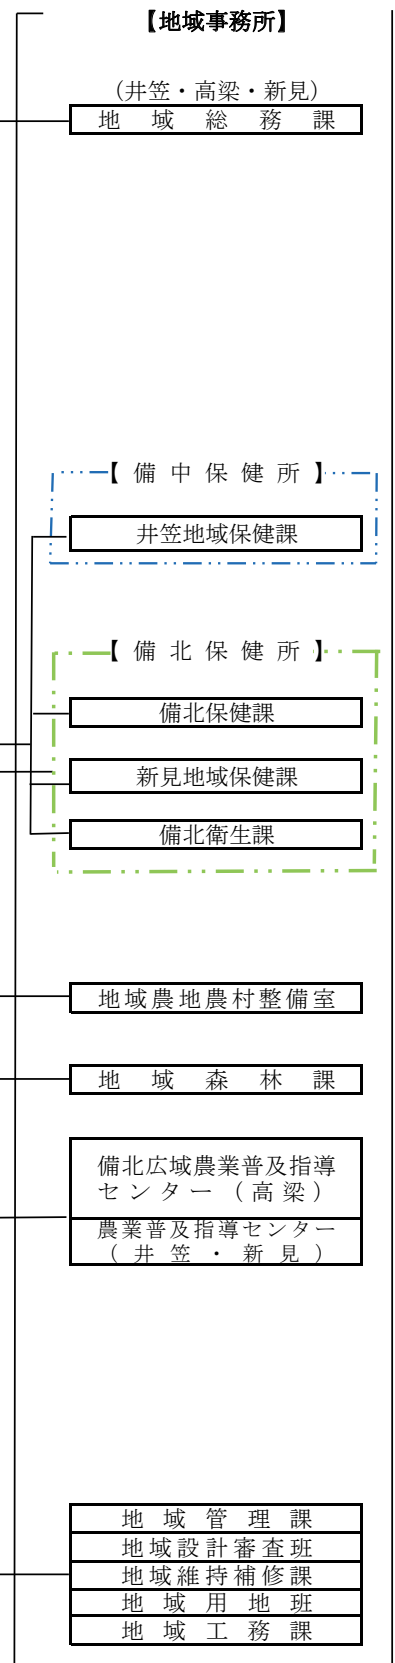 【地域事務所】
（井笠・高梁・新見）
地域総務課
【備中保健所】
井笠地域保健課
【備北保健所】
備北保健課
新見地域保健課
備北衛生課
地域農地農村整備室
地域森林課
備北広域農業普及指導
センター（高梁）
農業普及指導センター
（井笠・新見）
地域管理課
地域設計審査班
地域維持補修課
地域用地班
地域工務課